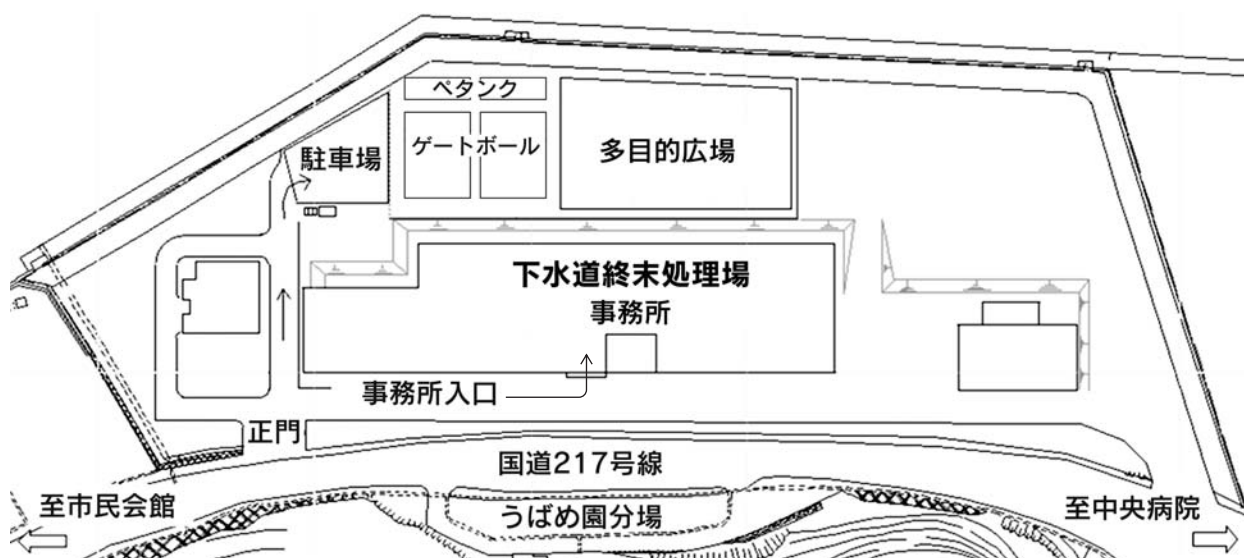 ペタンク
ゲートボール
多目的広場
駐車場
下水道終末処理場
事務所
事務所入口
正門
国道217号線
至市民会館
うばめ園分場
至中央病院